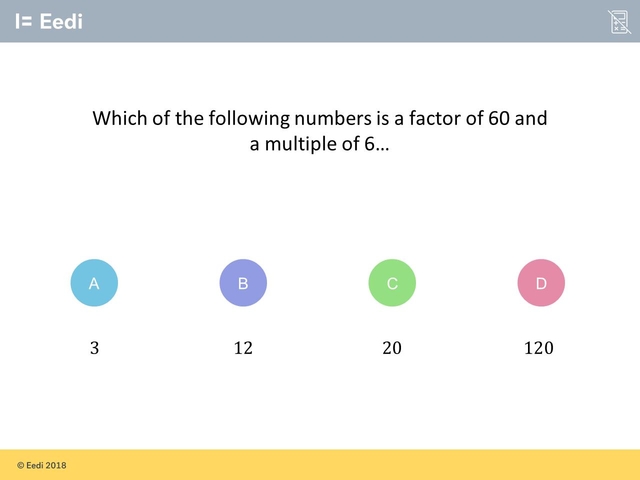 I= Eedi
Which of the following numbers is a factor of 60 and
a multiple of 6…
A B C D
3 12 20 120
© Eedi 2018